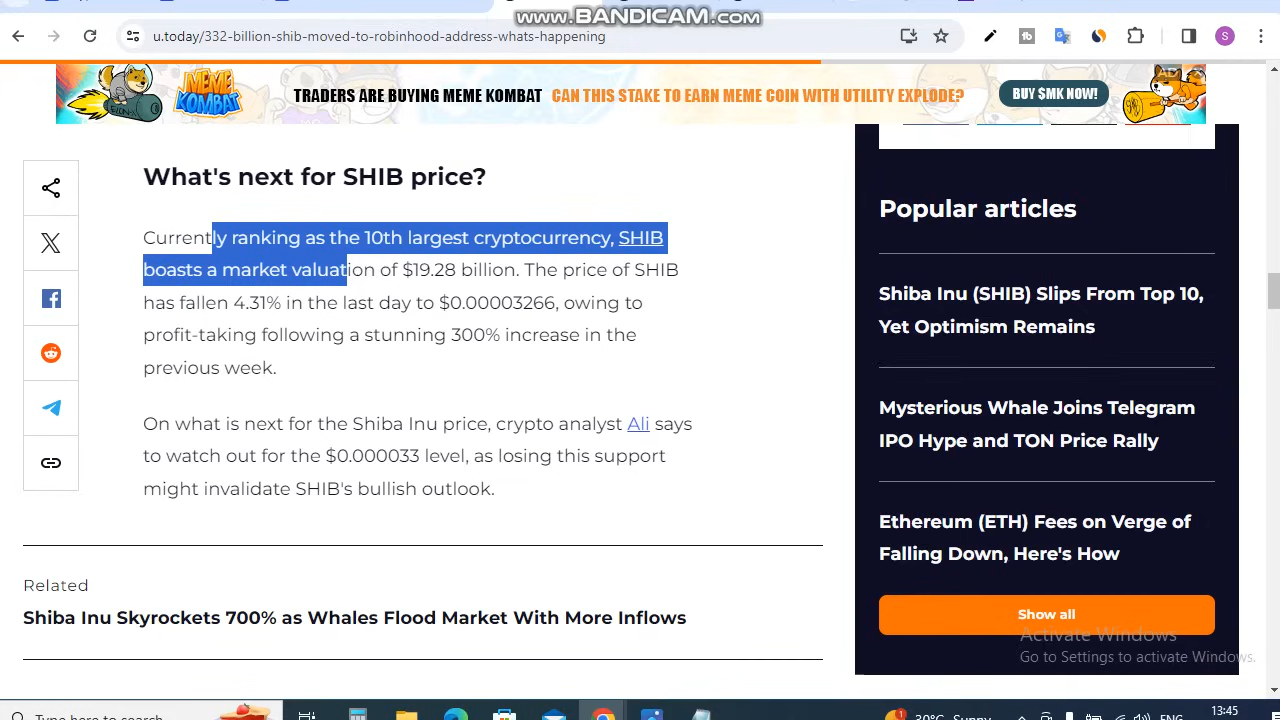 www.BANDICAM.com
u.today/332-billion-shib-moved-to-robinhood-address-whats-happening
S
MEME KOMBAT
TRADERS ARE BUYING MEME KOMBAT CAN THIS STAKE TO EARN MEME COIN WITH UTILITY EXPLODE?
BUY $MK NOW!
What's next for SHIB price?
Currently ranking as the 10th largest cryptocurrency, SHIB
boasts a market valuation of $19.28 billion. The price of SHIB
has fallen 4.31% in the last day to $0.00003266, owing to
profit-taking following a stunning 300% increase in the
previous week.
On what is next for the Shiba Inu price, crypto analyst Ali says
to watch out for the $0.000033 level, as losing this support
might invalidate SHIB's bullish outlook.
Related
Shiba Inu Skyrockets 700% as Whales Flood Market With More Inflows
Popular articles
Shiba Inu (SHIB) Slips From Top 10,
Yet Optimism Remains
Mysterious Whale Joins Telegram
IPO Hype and TON Price Rally
Ethereum (ETH) Fees on Verge of
Falling Down, Here's How
Show all
Activate Windows
Go to Settings to activate Windows.
Type here to search
1
30°C Sunny
ENG
13:45